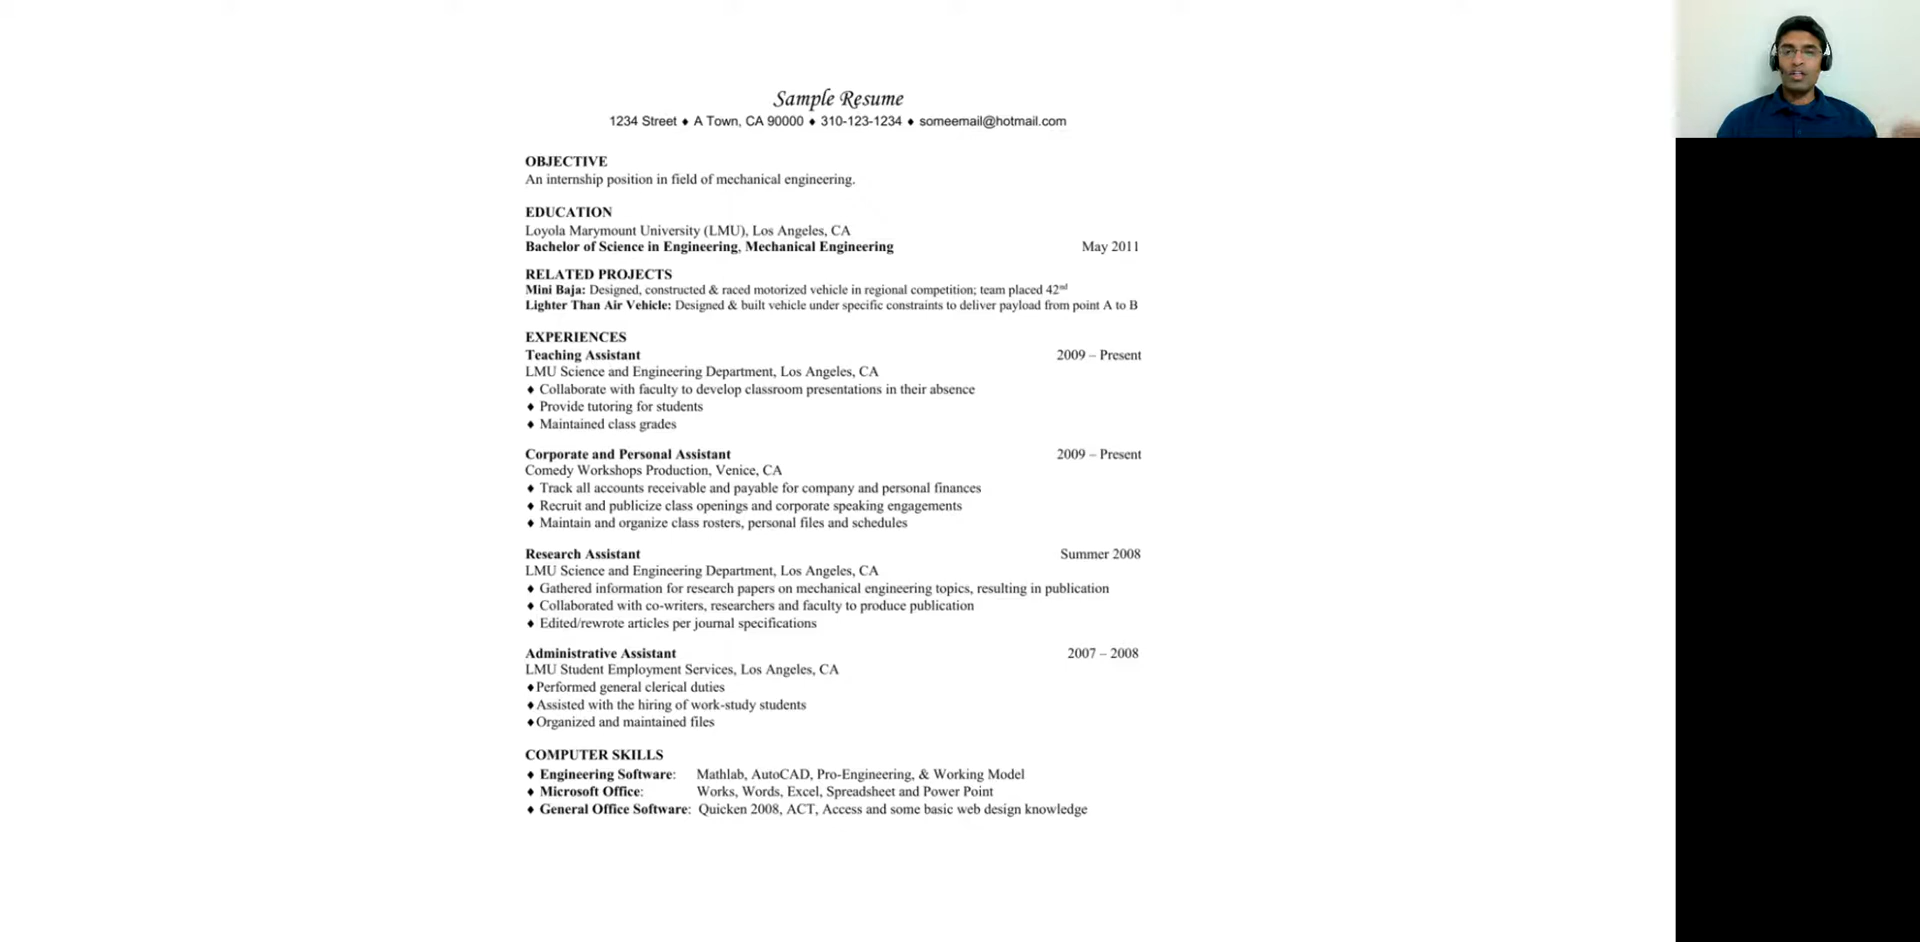 Sample Resume
1234 Street ♦ A Town, CA 90000 ♦ 310-123-1234 ♦ someemail@hotmail.com
OBJECTIVE
An internship position in field of mechanical engineering.
EDUCATION
Loyola Marymount University (LMU), Los Angeles, CA
Bachelor of Science in Engineering, Mechanical Engineering May 2011
RELATED PROJECTS
Mini Baja: Designed, constructed & raced motorized vehicle in regional competition; team placed 42nd
Lighter Than Air Vehicle: Designed & built vehicle under specific constraints to deliver payload from point A to B
EXPERIENCES
Teaching Assistant 2009 – Present
LMU Science and Engineering Department, Los Angeles, CA
♦ Collaborate with faculty to develop classroom presentations in their absence
♦ Provide tutoring for students
♦ Maintained class grades
Corporate and Personal Assistant 2009 – Present
Comedy Workshops Production, Venice, CA
♦ Track all accounts receivable and payable for company and personal finances
♦ Recruit and publicize class openings and corporate speaking engagements
♦ Maintain and organize class rosters, personal files and schedules
Research Assistant Summer 2008
LMU Science and Engineering Department, Los Angeles, CA
♦ Gathered information for research papers on mechanical engineering topics, resulting in publication
♦ Collaborated with co-writers, researchers and faculty to produce publication
♦ Edited/rewrote articles per journal specifications
Administrative Assistant 2007 – 2008
LMU Student Employment Services, Los Angeles, CA
♦Performed general clerical duties
♦Assisted with the hiring of work-study students
♦Organized and maintained files
COMPUTER SKILLS
♦ Engineering Software: Mathlab, AutoCAD, Pro-Engineering, & Working Model
♦ Microsoft Office: Works, Words, Excel, Spreadsheet and Power Point
♦ General Office Software: Quicken 2008, ACT, Access and some basic web design knowledge